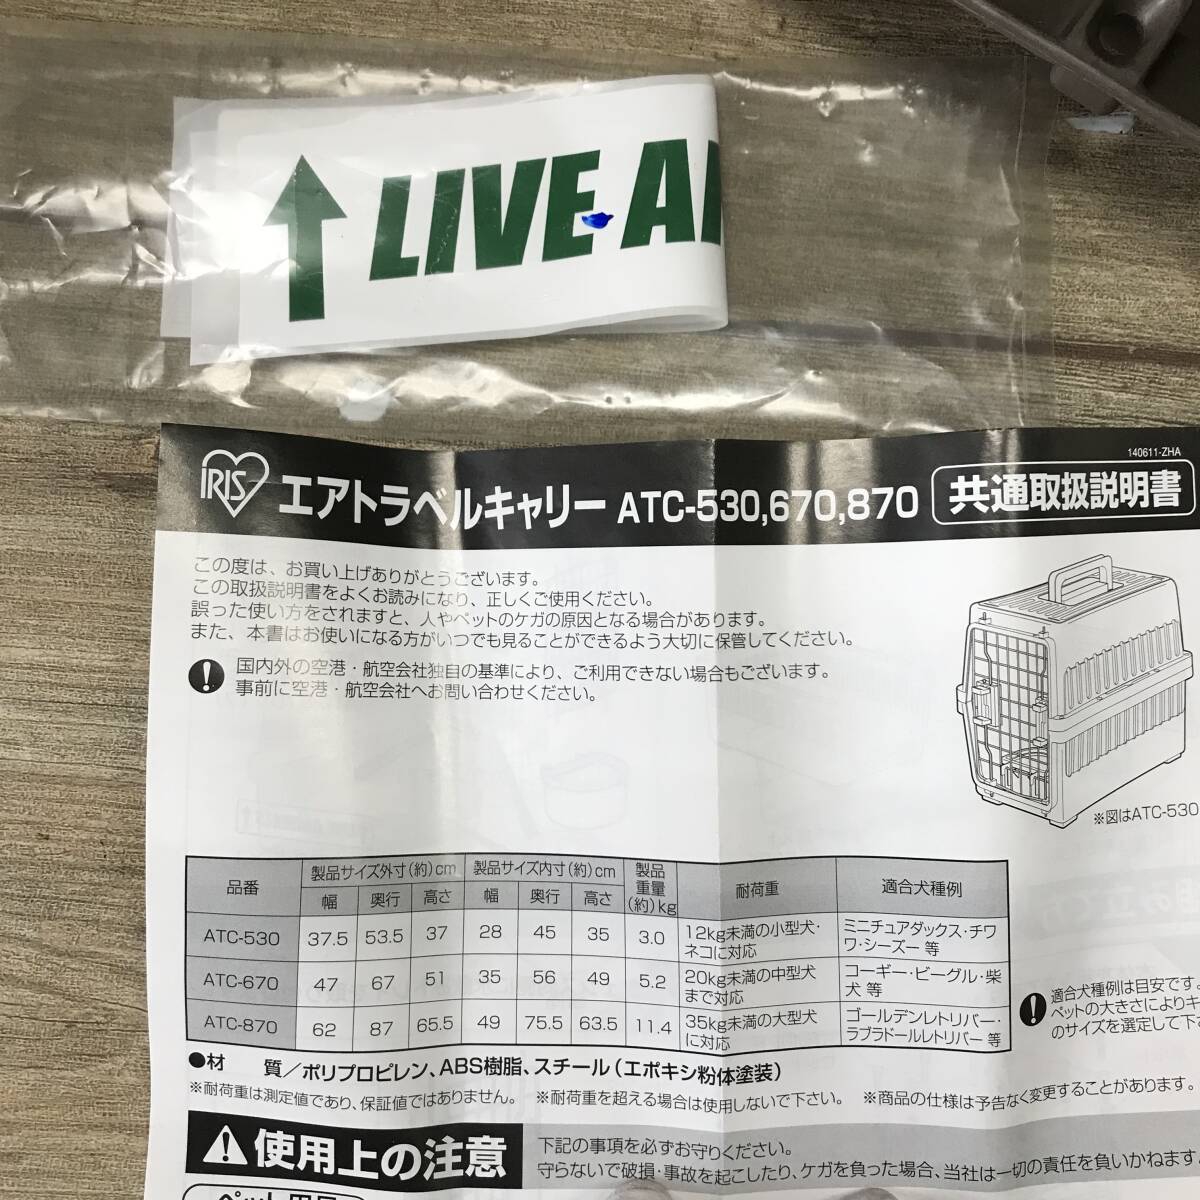 LIVE
140611-ZHA
IRIS エアトラベルキャリー ATC-530,670,870 共通取扱説明書
この度は、お買い上げありがとうございます。
この取扱説明書をよくお読みになり、正しくご使用ください。
誤った使い方をされますと、人やペットのケガの原因となる場合があります。
また、本書はお使いになる方がいつでも見ることができるよう大切に保管してください。
国内外の空港・航空会社独自の基準により、ご利用できない場合もございます。
事前に空港・航空会社へお問い合わせください。
※図はATC-530
品番 製品サイズ外寸(約)cm 製品サイズ内寸(約)cm 製品重量(約)kg 耐荷重 適合犬種例
幅 奥行 高さ 幅 奥行 高さ
ATC-530 37.5 53.5 37 28 45 35 3.0 12kg未満の小型犬・ネコに対応 ミニチュアダックス・チワワ・シーズー 等
ATC-670 47 67 51 35 56 49 5.2 20kg未満の中型犬まで対応 コーギー・ビーグル・柴犬 等
ATC-870 62 87 65.5 49 75.5 63.5 11.4 35kg未満の大型犬に対応 ゴールデンレトリバー・ラブラドールレトリバー 等
適合犬種例は目安です。
ペットの大きさによりキ
のサイズを選定して下さ
●材 質/ポリプロピレン、ABS樹脂、スチール(エポキシ粉体塗装)
※耐荷重は測定値であり、保証値ではありません。 ※耐荷重を超える場合は使用しないで下さい。 ※商品の仕様は予告なく変更することがあります。
使用上の注意
下記の事項を必ずお守りください。
守らないで破損・事故を起こしたり、ケガを負った場合、当社は一切の責任を負いかねます。